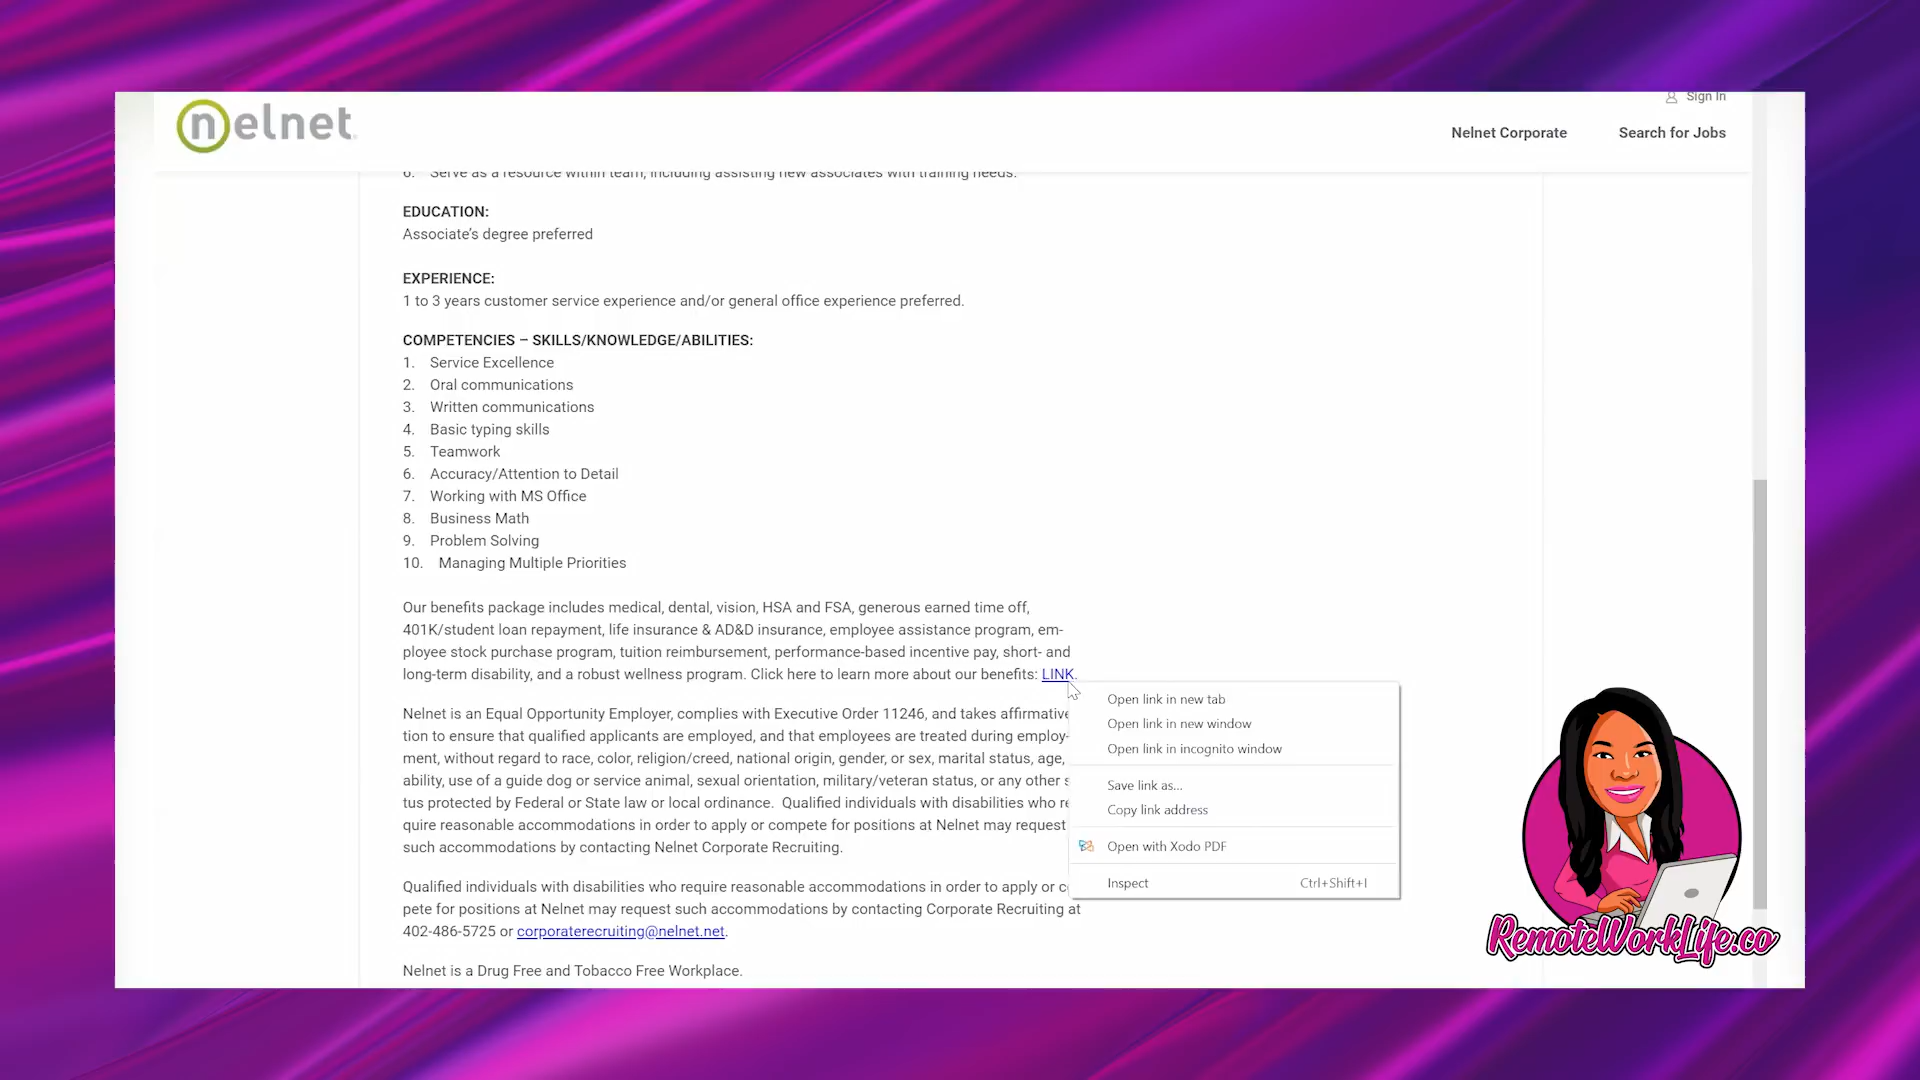 nelnet
Sign In
Nelnet Corporate
Search for Jobs
6. Serve as a resource within team, including assisting new associates with training needs.
EDUCATION:
Associate's degree preferred
EXPERIENCE:
1 to 3 years customer service experience and/or general office experience preferred.
COMPETENCIES – SKILLS/KNOWLEDGE/ABILITIES:
1. Service Excellence
2. Oral communications
3. Written communications
4. Basic typing skills
5. Teamwork
6. Accuracy/Attention to Detail
7. Working with MS Office
8. Business Math
9. Problem Solving
10. Managing Multiple Priorities
Our benefits package includes medical, dental, vision, HSA and FSA, generous earned time off,
401K/student loan repayment, life insurance & AD&D insurance, employee assistance program, em-
ployee stock purchase program, tuition reimbursement, performance-based incentive pay, short- and
long-term disability, and a robust wellness program. Click here to learn more about our benefits: LINK.
Nelnet is an Equal Opportunity Employer, complies with Executive Order 11246, and takes affirmative
tion to ensure that qualified applicants are employed, and that employees are treated during employ-
ment, without regard to race, color, religion/creed, national origin, gender, or sex, marital status, age,
ability, use of a guide dog or service animal, sexual orientation, military/veteran status, or any other s
tus protected by Federal or State law or local ordinance. Qualified individuals with disabilities who re
quire reasonable accommodations in order to apply or compete for positions at Nelnet may request
such accommodations by contacting Nelnet Corporate Recruiting.
Qualified individuals with disabilities who require reasonable accommodations in order to apply or c
pete for positions at Nelnet may request such accommodations by contacting Corporate Recruiting at
402-486-5725 or corporaterecruiting@nelnet.net.
Nelnet is a Drug Free and Tobacco Free Workplace.
Open link in new tab
Open link in new window
Open link in incognito window
Save link as...
Copy link address
Open with Xodo PDF
Inspect Ctrl+Shift+I
RemoteWorkLife.co